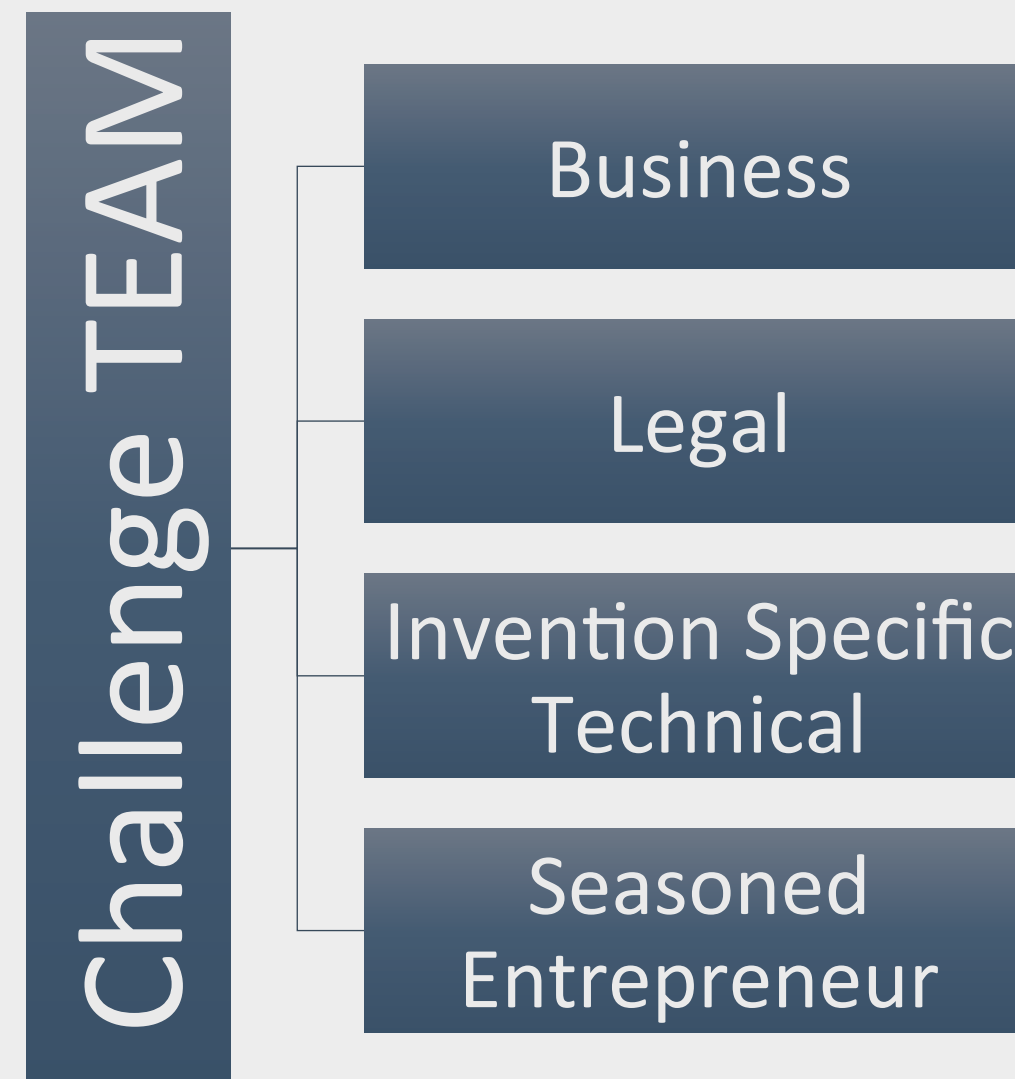 Challenge TEAM
Business
Legal
Invention Specific
Technical
Seasoned
Entrepreneur